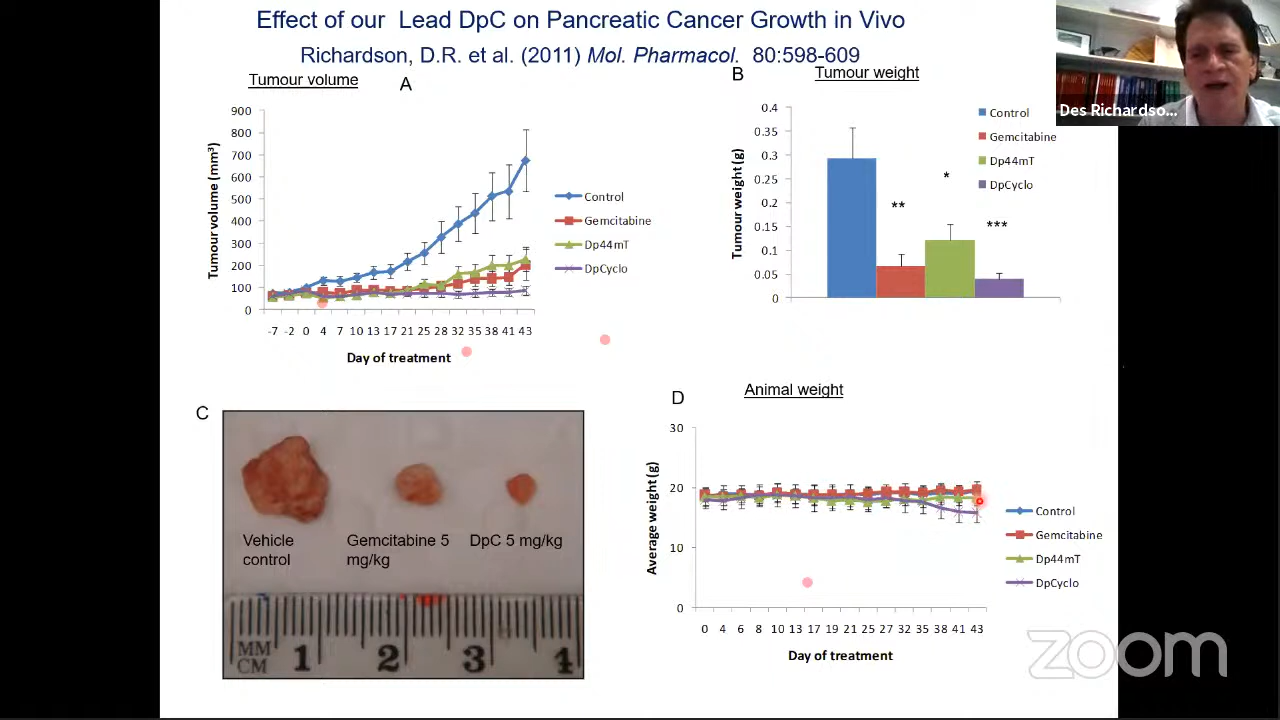 Effect of our Lead DpC on Pancreatic Cancer Growth in Vivo
Richardson, D.R. et al. (2011) Mol. Pharmacol. 80:598-609
Des Richardso...
Tumour volume
A
900
800
700
600
500
400
300
200
100
0
Tumour volume (mm³)
-7 -2 0 4 7 10 13 17 21 25 28 32 35 38 41 43
Day of treatment
Control
Gemcitabine
Dp44mT
DpCyclo
B
Tumour weight
0.4
0.35
0.3
0.25
0.2
0.15
0.1
0.05
0
Tumour weight (g)
**
*
***
Control
Gemcitabine
Dp44mT
DpCyclo
C
Vehicle
control
Gemcitabine 5
mg/kg
DpC 5 mg/kg
MM
CM
1 2 3 4
D
Animal weight
30
20
10
0
Average weight (g)
0 4 6 8 10 13 17 19 21 25 27 32 35 38 41 43
Day of treatment
Control
Gemcitabine
Dp44mT
DpCyclo
zoom